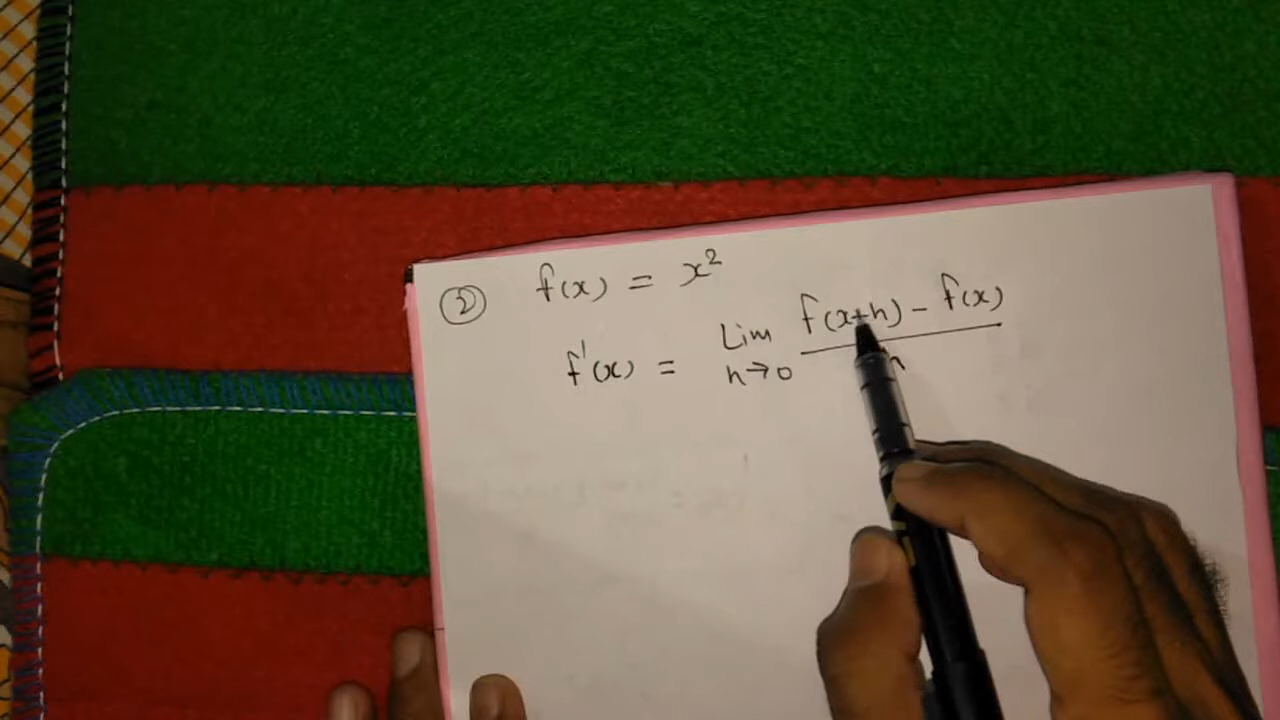 ② f(x) = x²
f'(x) = Lim h→0 f(x+h) - f(x) / h